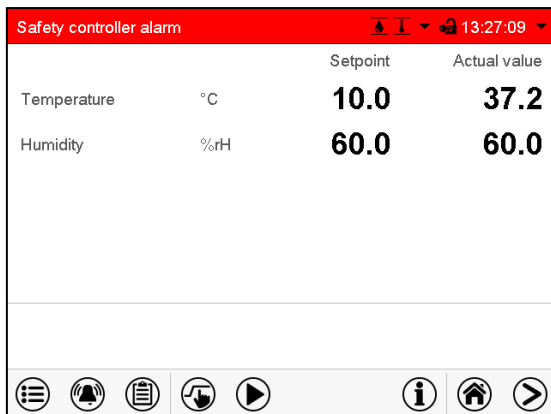 Safety controller alarm 13:27:09
Setpoint Actual value
Temperature °C 10.0 37.2
Humidity %rH 60.0 60.0